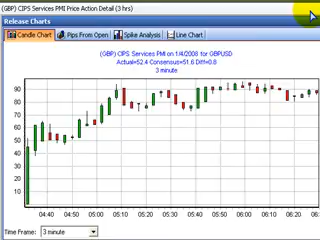 (GBP) CIPS Services PMI Price Action Detail (3 hrs)
Release Charts
Candle Chart Pips From Open Spike Analysis Line Chart
(GBP) CIPS Services PMI on 1/4/2008 for GBPUSD
Actual=52.4 Consensus=51.6 Diff=0.8
3 minute
90
80
70
60
50
40
30
20
10
04:40 04:50 05:00 05:10 05:20 05:30 05:40 05:50 06:00 06:10 06:20 06:
Time Frame: 3 minute